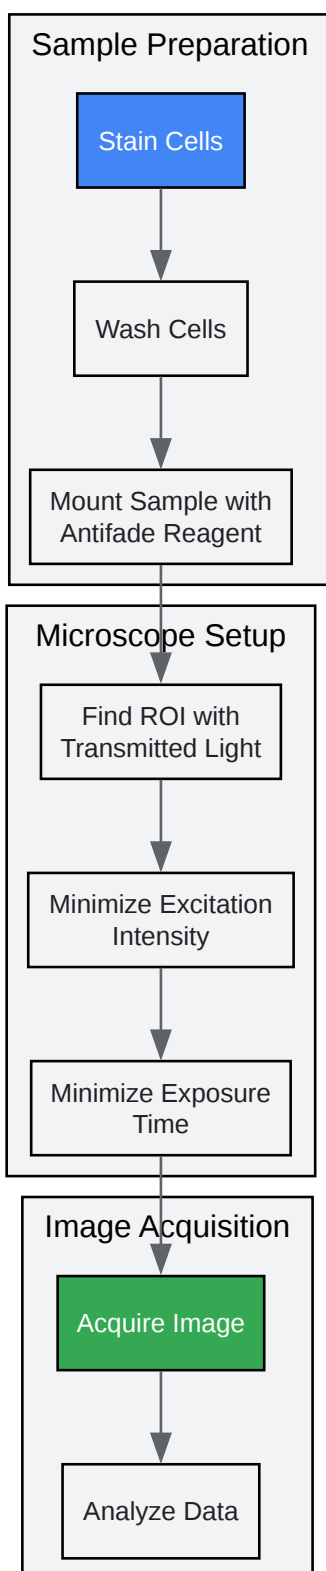 Sample Preparation
Stain Cells
Wash Cells
Mount Sample with
Antifade Reagent
Microscope Setup
Find ROI with
Transmitted Light
Minimize Excitation
Intensity
Minimize Exposure
Time
Image Acquisition
Acquire Image
Analyze Data